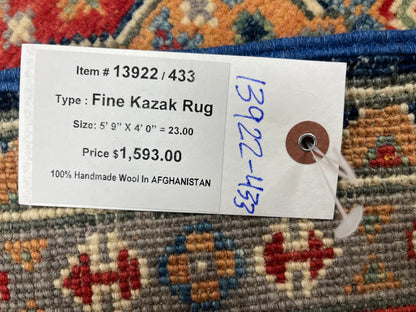 Item # 13922 / 433
Type : Fine Kazak Rug
Size: 5' 9" X 4' 0" = 23.00
Price $1,593.00
100% Handmade Wool In AFGHANISTAN
13922-433